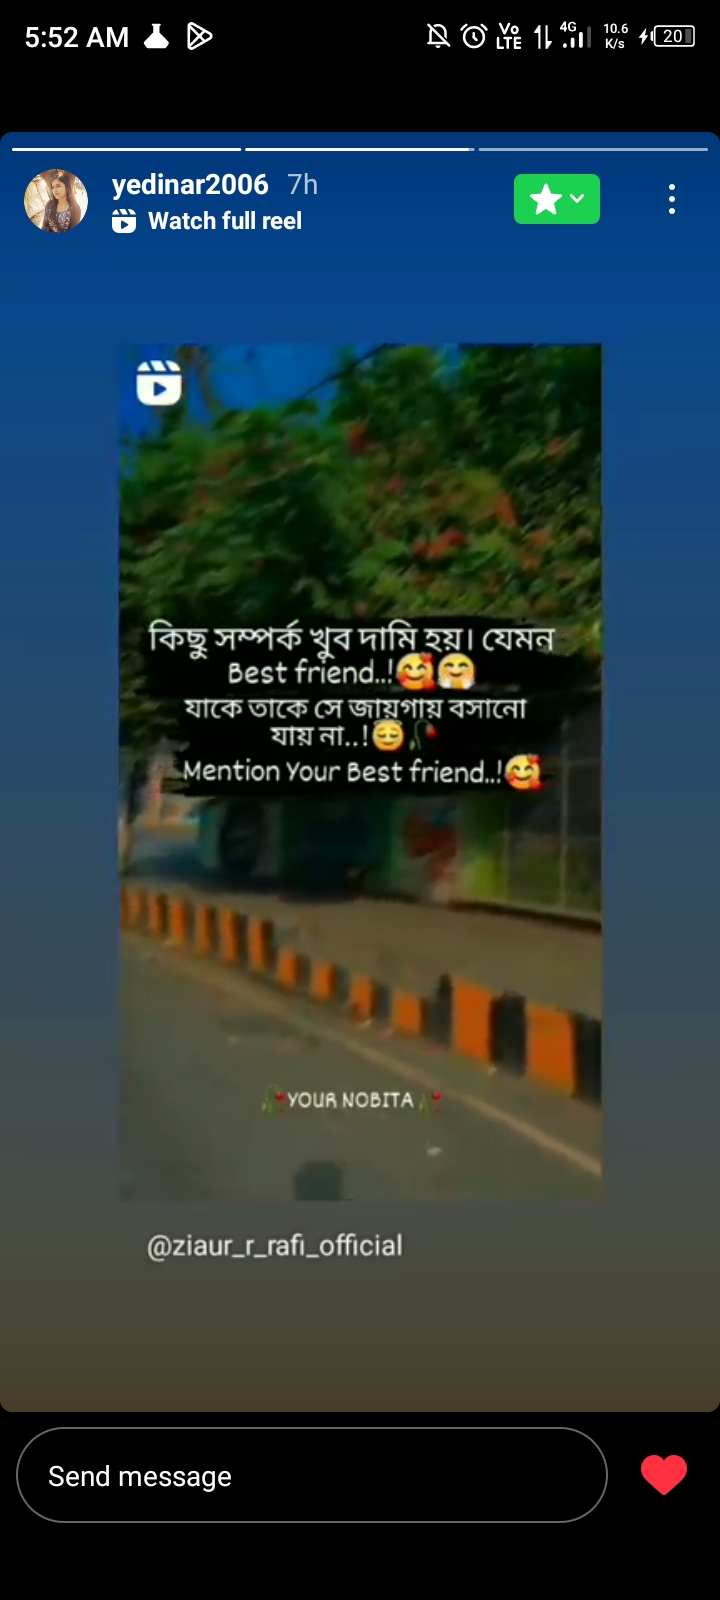 5:52 AM
Vo LTE 4G 10.6 K/s 20
yedinar2006 7h
Watch full reel
কিছু সম্পর্ক খুব দামি হয়। যেমন
Best friend..!🥰🤗
যাকে তাকে সে জায়গায় বসানো
যায় না..!😇🥀
Mention Your Best friend..!🥰
🥀YOUR NOBITA🥀
@ziaur_r_rafi_official
Send message